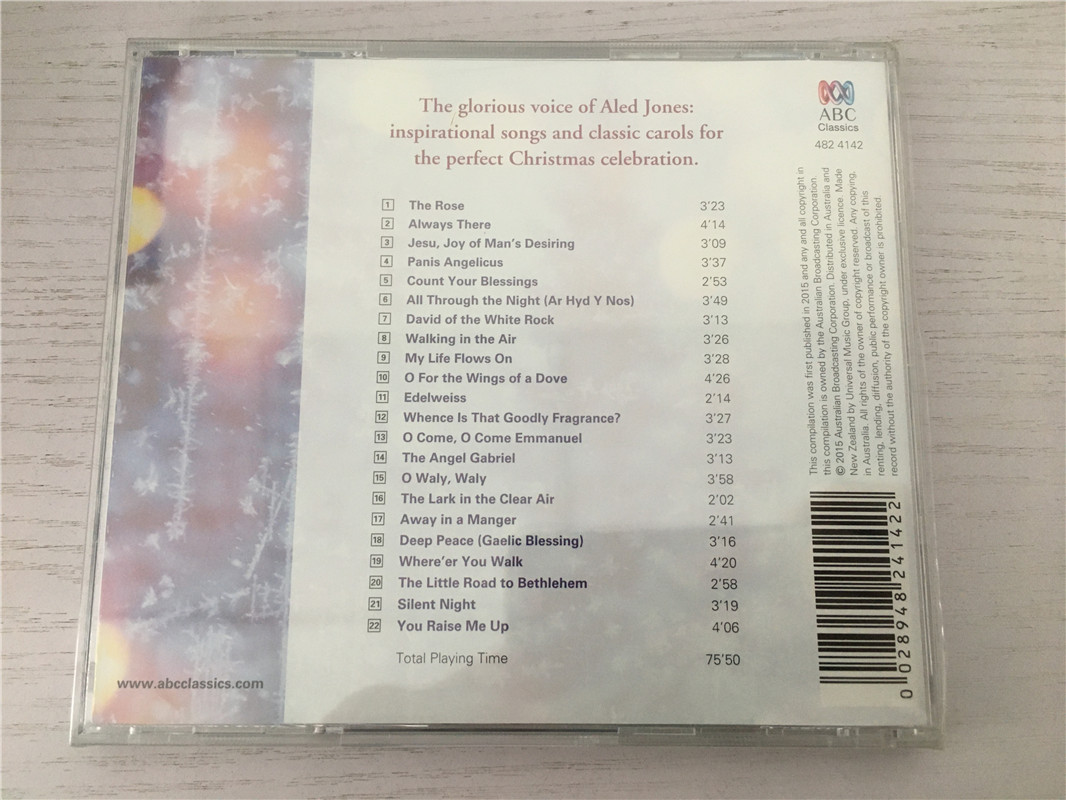 The glorious voice of Aled Jones:
inspirational songs and classic carols for
the perfect Christmas celebration.
ABC
Classics
482 4142
1 The Rose 3'23
2 Always There 4'14
3 Jesu, Joy of Man's Desiring 3'09
4 Panis Angelicus 3'37
5 Count Your Blessings 2'53
6 All Through the Night (Ar Hyd Y Nos) 3'49
7 David of the White Rock 3'13
8 Walking in the Air 3'26
9 My Life Flows On 3'28
10 O For the Wings of a Dove 4'26
11 Edelweiss 2'14
12 Whence Is That Goodly Fragrance? 3'27
13 O Come, O Come Emmanuel 3'23
14 The Angel Gabriel 3'13
15 O Waly, Waly 3'58
16 The Lark in the Clear Air 2'02
17 Away in a Manger 2'41
18 Deep Peace (Gaelic Blessing) 3'16
19 Where'er You Walk 4'20
20 The Little Road to Bethlehem 2'58
21 Silent Night 3'19
22 You Raise Me Up 4'06
Total Playing Time 75'50
www.abcclassics.com
This compilation was first published in 2015 and any and all copyright in
this compilation is owned by the Australian Broadcasting Corporation.
© 2015 Australian Broadcasting Corporation. Distributed in Australia and
New Zealand by Universal Music Group, under exclusive licence. Made
in Australia. All rights of the owner of copyright reserved. Any copying,
renting, lending, diffusion, public performance or broadcast of this
record without the authority of the copyright owner is prohibited.
0 028948 241422